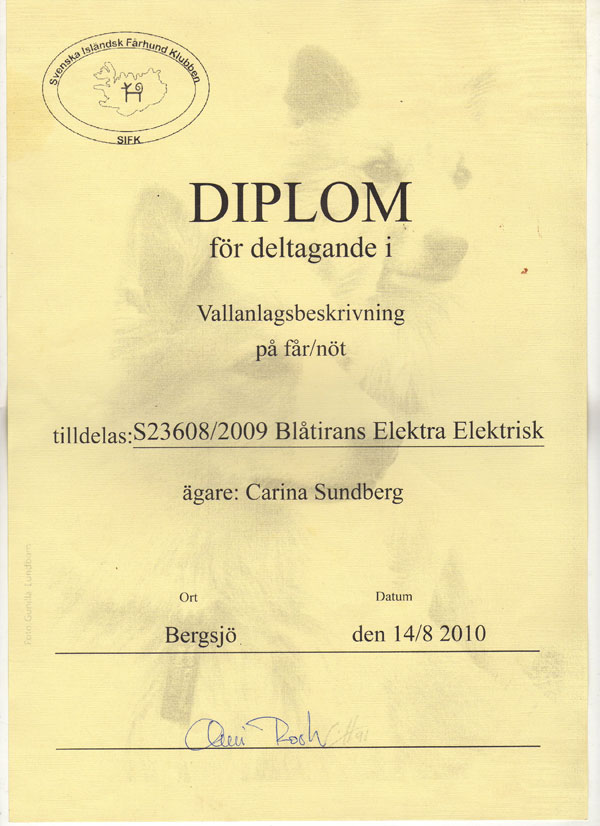 Svenska Isländsk Fårhund Klubben
SIFK
DIPLOM
för deltagande i
Vallanlagsbeskrivning
på får/nöt
tilldelas: S23608/2009 Blåtirans Elektra Elektrisk
ägare: Carina Sundberg
Ort Datum
Bergsjö den 14/8 2010